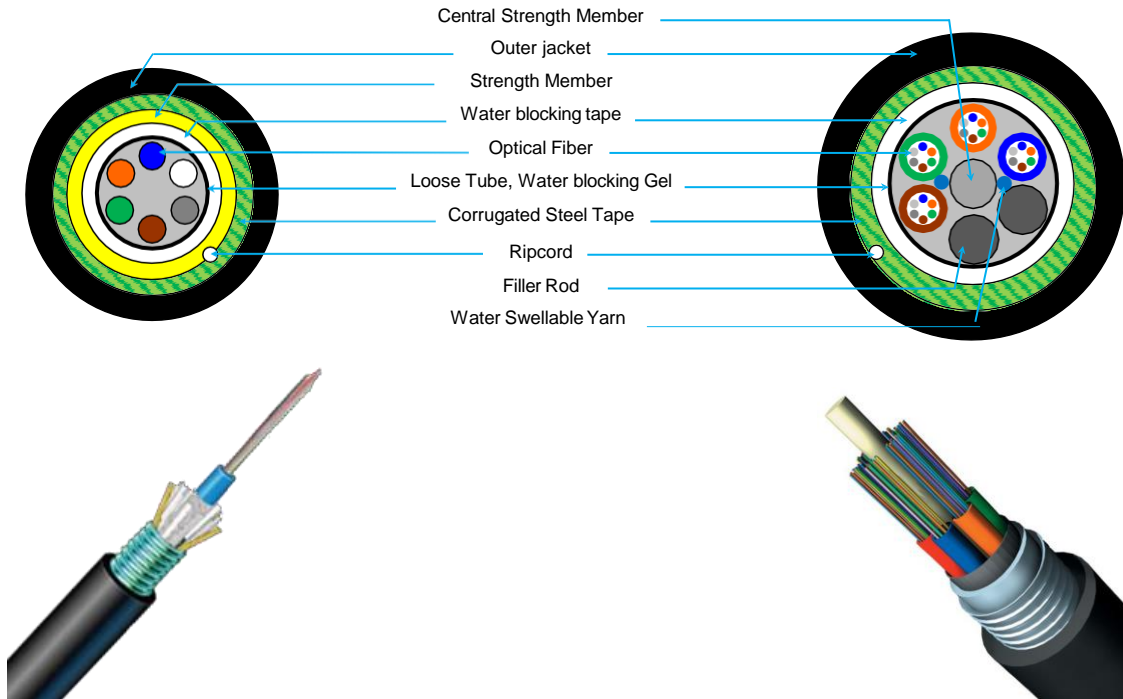 Central Strength Member
Outer jacket
Strength Member
Water blocking tape
Optical Fiber
Loose Tube, Water blocking Gel
Corrugated Steel Tape
Ripcord
Filler Rod
Water Swellable Yarn